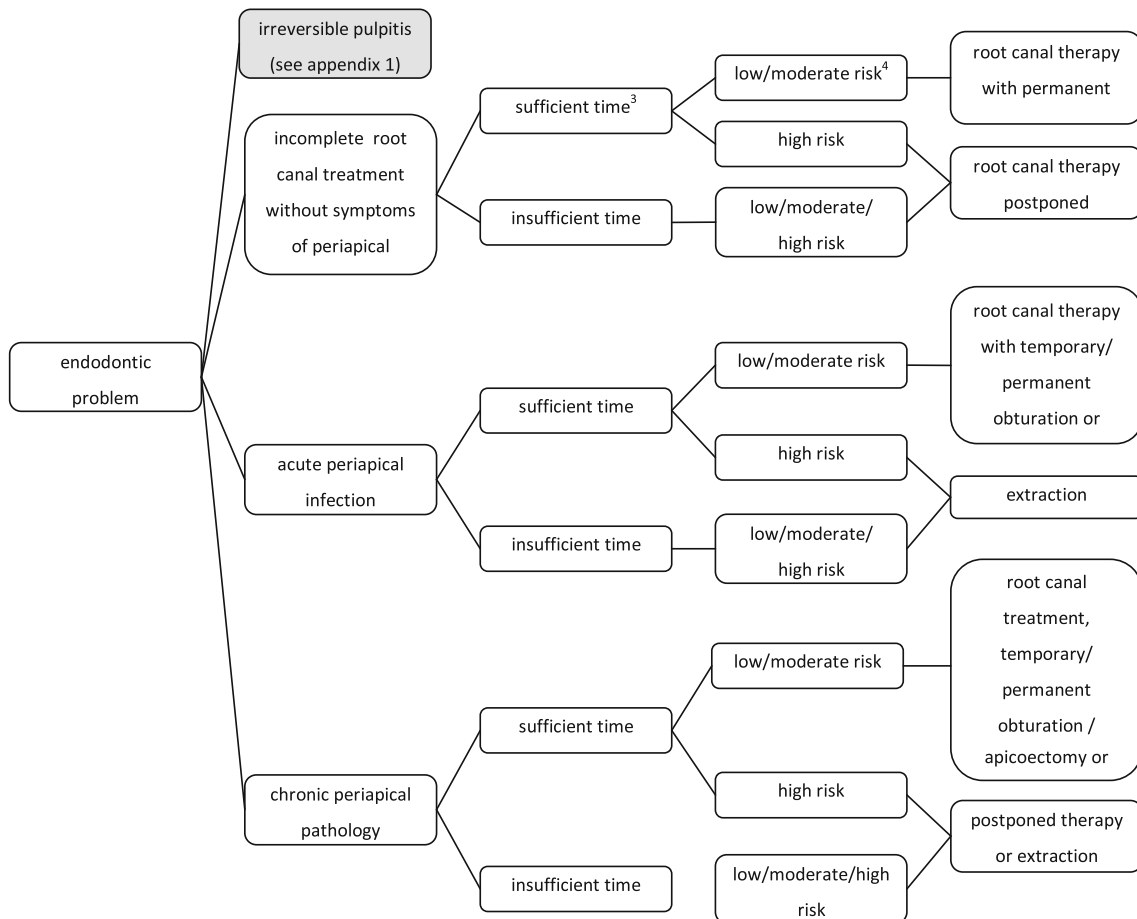 endodontic
problem
irreversible pulpitis
(see appendix 1)
incomplete root
canal treatment
without symptoms
of periapical
sufficient time³
low/moderate risk⁴
root canal therapy
with permanent
high risk
insufficient time
low/moderate/
high risk
root canal therapy
postponed
acute periapical
infection
sufficient time
low/moderate risk
root canal therapy
with temporary/
permanent
obturation or
high risk
insufficient time
low/moderate/
high risk
extraction
chronic periapical
pathology
sufficient time
low/moderate risk
root canal
treatment,
temporary/
permanent
obturation /
apicoectomy or
high risk
insufficient time
low/moderate/high
risk
postponed therapy
or extraction